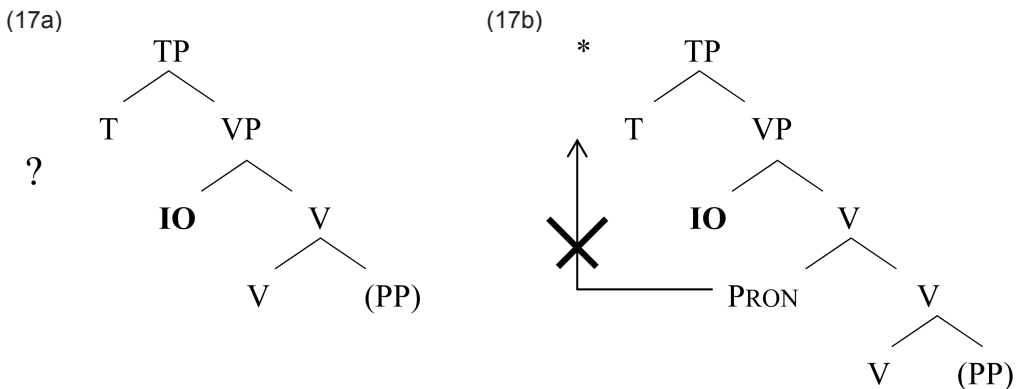 (17a)
TP
T VP
?
IO V
V (PP)
(17b)
* TP
T VP
IO V
PRON V
V (PP)